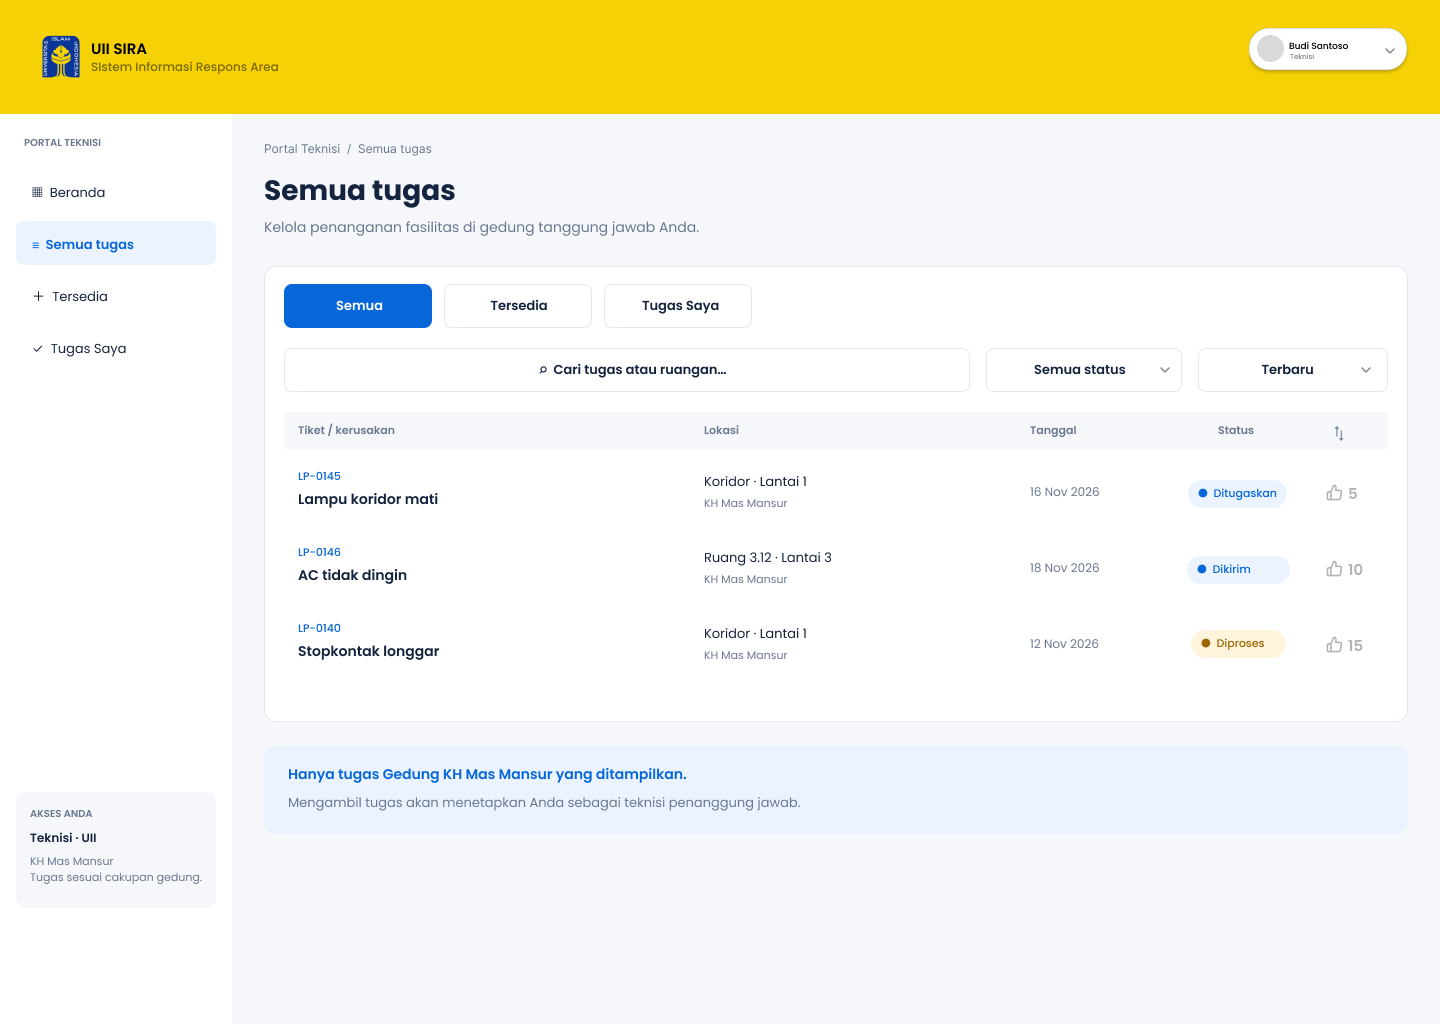 ISLAM
UNIVERSITAS
INDONESIA
UII SIRA
SIstem Informasi Respons Area
Budi Santoso
Teknisi
PORTAL TEKNISI
Beranda
Semua tugas
Tersedia
Tugas Saya
AKSES ANDA
Teknisi · UII
KH Mas Mansur
Tugas sesuai cakupan gedung.
Portal Teknisi / Semua tugas
Semua tugas
Kelola penanganan fasilitas di gedung tanggung jawab Anda.
Semua Tersedia Tugas Saya
Cari tugas atau ruangan... Semua status Terbaru
Tiket / kerusakan Lokasi Tanggal Status
LP-0145
Lampu koridor mati
Koridor · Lantai 1
KH Mas Mansur
16 Nov 2026
Ditugaskan
5
LP-0146
AC tidak dingin
Ruang 3.12 · Lantai 3
KH Mas Mansur
18 Nov 2026
Dikirim
10
LP-0140
Stopkontak longgar
Koridor · Lantai 1
KH Mas Mansur
12 Nov 2026
Diproses
15
Hanya tugas Gedung KH Mas Mansur yang ditampilkan.
Mengambil tugas akan menetapkan Anda sebagai teknisi penanggung jawab.